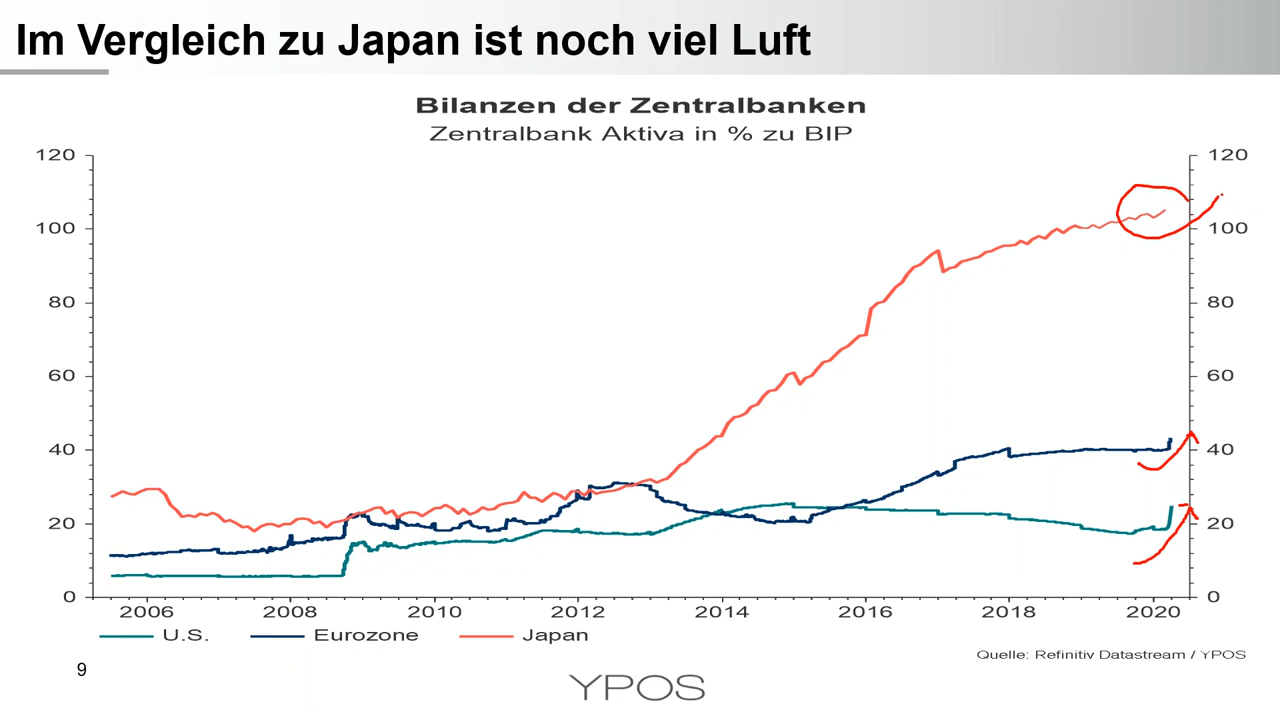 Im Vergleich zu Japan ist noch viel Luft
Bilanzen der Zentralbanken
Zentralbank Aktiva in % zu BIP
120 120
100 100
80 80
60 60
40 40
20 20
0 0
2006 2008 2010 2012 2014 2016 2018 2020
U.S. Eurozone Japan
Quelle: Refinitiv Datastream / YPOS
9
YPOS